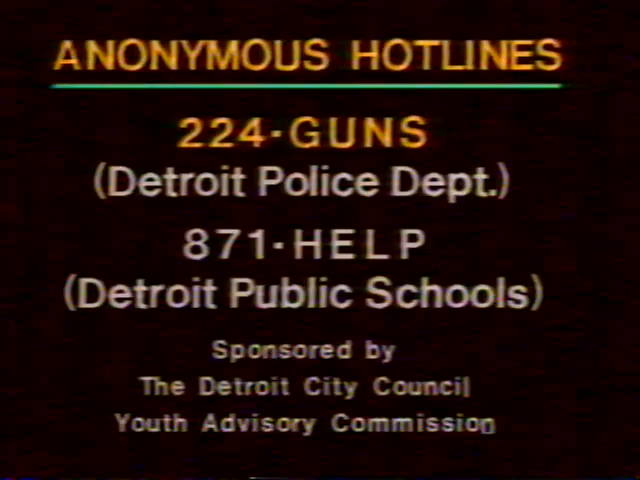 ANONYMOUS HOTLINES
224-GUNS
(Detroit Police Dept.)
871-HELP
(Detroit Public Schools)
Sponsored by
The Detroit City Council
Youth Advisory Commission